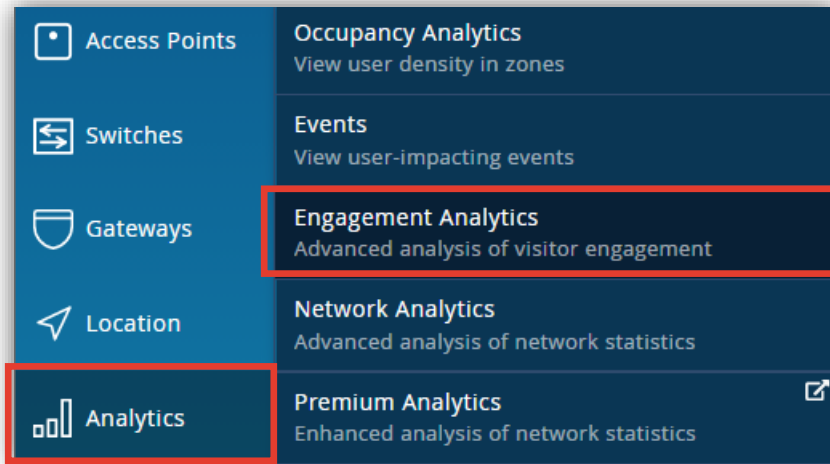 Access Points
Switches
Gateways
Location
Analytics
Occupancy Analytics
View user density in zones
Events
View user-impacting events
Engagement Analytics
Advanced analysis of visitor engagement
Network Analytics
Advanced analysis of network statistics
Premium Analytics
Enhanced analysis of network statistics